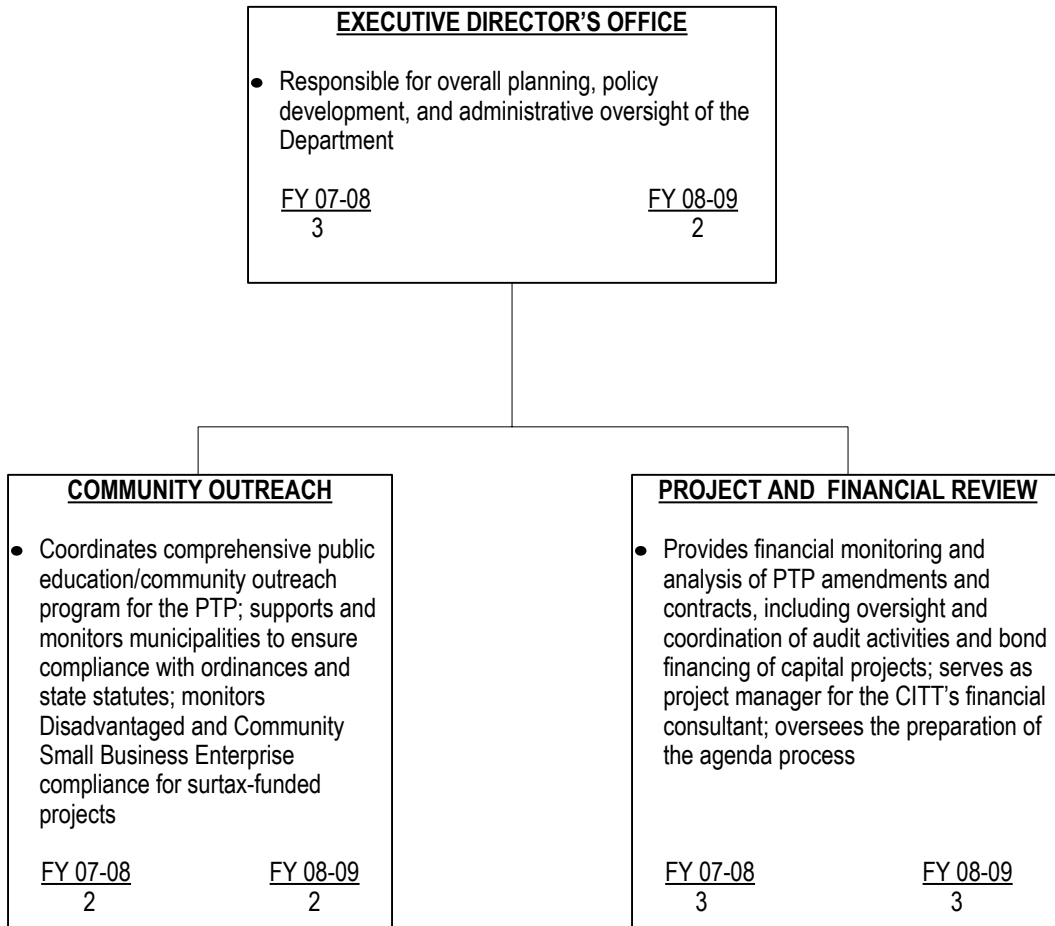 EXECUTIVE DIRECTOR’S OFFICE
● Responsible for overall planning, policy
development, and administrative oversight of the
Department
FY 07-08 FY 08-09
3 2
COMMUNITY OUTREACH
● Coordinates comprehensive public
education/community outreach
program for the PTP; supports and
monitors municipalities to ensure
compliance with ordinances and
state statutes; monitors
Disadvantaged and Community
Small Business Enterprise
compliance for surtax-funded
projects
FY 07-08 FY 08-09
2 2
PROJECT AND FINANCIAL REVIEW
● Provides financial monitoring and
analysis of PTP amendments and
contracts, including oversight and
coordination of audit activities and bond
financing of capital projects; serves as
project manager for the CITT’s financial
consultant; oversees the preparation of
the agenda process
FY 07-08 FY 08-09
3 3